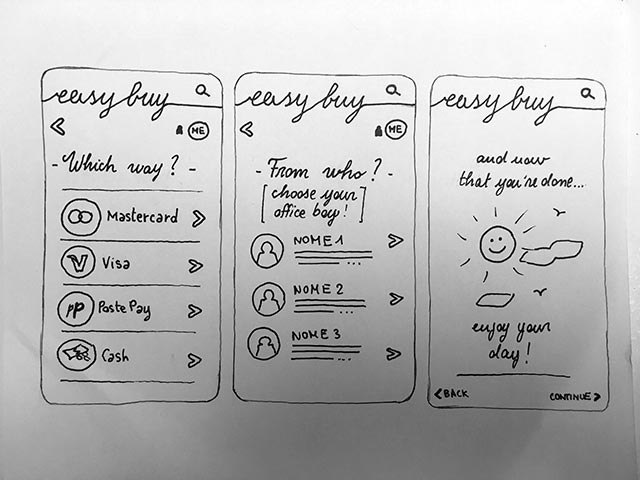 easy buy
ME
- Which way? -
Mastercard
V Visa
PP Poste Pay
Cash
easy buy
ME
- From who? -
[choose your
office boy!]
NOME 1
NOME 2
NOME 3
easy buy
and now
that you're done...
enjoy your
day!
<BACK
CONTINUE>